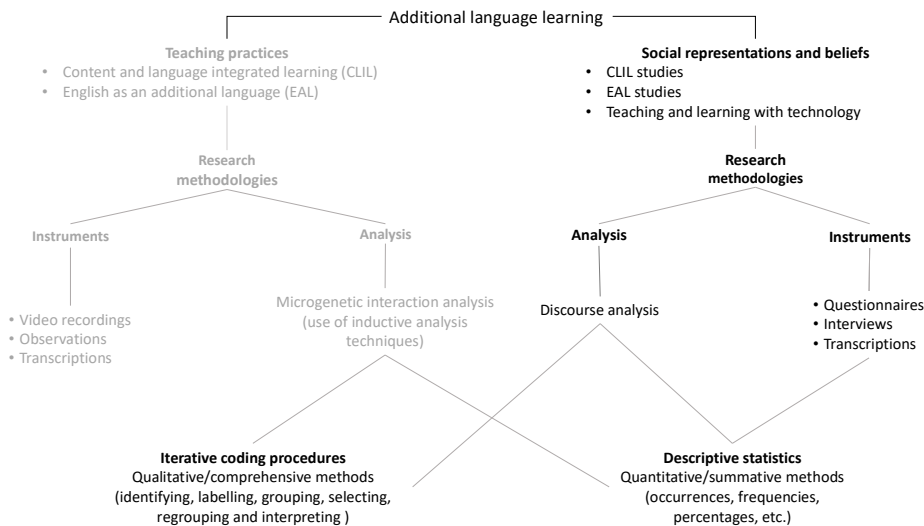 Additional language learning
Teaching practices
• Content and language integrated learning (CLIL)
• English as an additional language (EAL)
Research
methodologies
Instruments
• Video recordings
• Observations
• Transcriptions
Analysis
Microgenetic interaction analysis
(use of inductive analysis
techniques)
Social representations and beliefs
• CLIL studies
• EAL studies
• Teaching and learning with technology
Research
methodologies
Analysis
Discourse analysis
Instruments
• Questionnaires
• Interviews
• Transcriptions
Iterative coding procedures
Qualitative/comprehensive methods
(identifying, labelling, grouping, selecting,
regrouping and interpreting )
Descriptive statistics
Quantitative/summative methods
(occurrences, frequencies,
percentages, etc.)